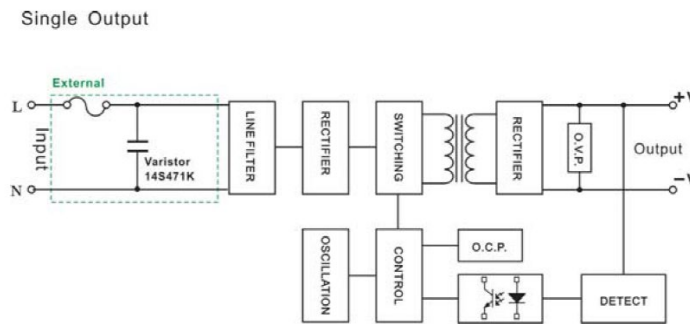 Single Output
External
L
Input
N
Varistor
14S471K
LINE FILTER
RECTIFIER
SWITCHING
RECTIFIER
O.V.P.
+V
Output
-V
OSCILLATION
CONTROL
O.C.P.
DETECT